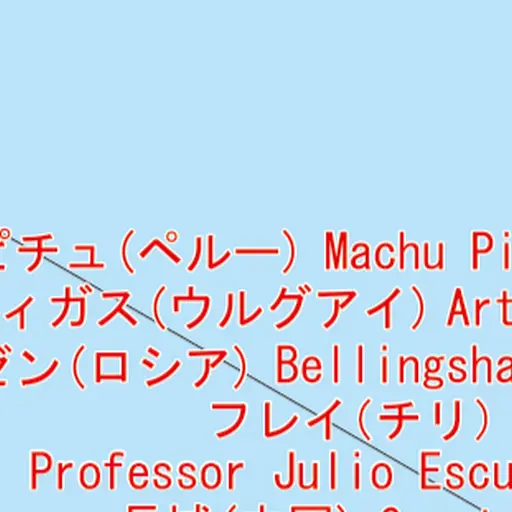 ピチュ(ペルー) Machu Pi
ィガス(ウルグアイ) Art
ゼン(ロシア) Bellingsha
フレイ(チリ)
Professor Julio Escu